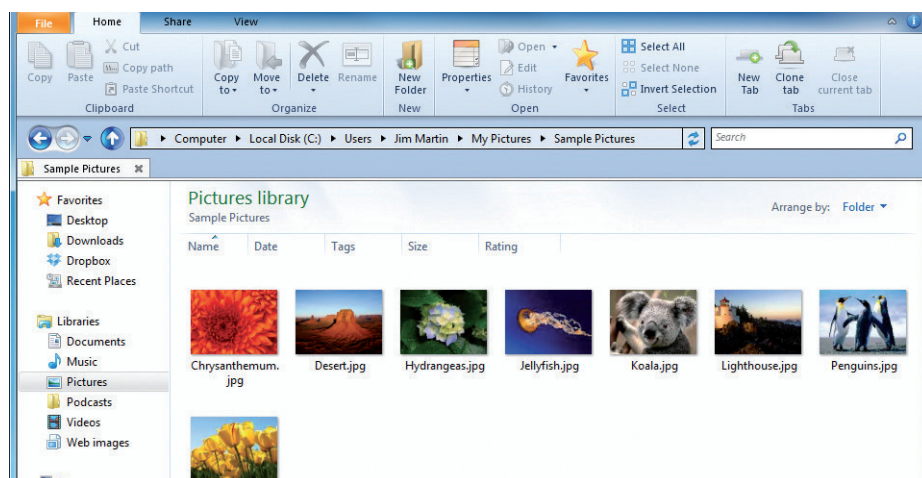 File Home Share View
Cut
Copy path
Paste Shortcut
Copy Paste
Clipboard
Copy to Move to Delete Rename
Organize
New Folder
New
Properties
Open
Edit
History
Favorites
Open
Select All
Select None
Invert Selection
Select
New Tab Clone tab Close current tab
Tabs
Computer Local Disk (C:) Users Jim Martin My Pictures Sample Pictures Search
Sample Pictures
Favorites
Desktop
Downloads
Dropbox
Recent Places
Libraries
Documents
Music
Pictures
Podcasts
Videos
Web images
Pictures library
Sample Pictures
Arrange by: Folder
Name Date Tags Size Rating
Chrysanthemum.jpg Desert.jpg Hydrangeas.jpg Jellyfish.jpg Koala.jpg Lighthouse.jpg Penguins.jpg